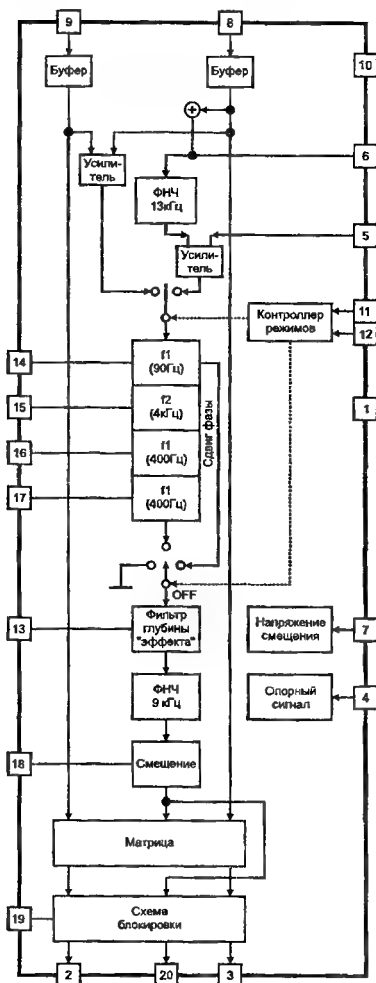 9
8
Буфер
Буфер
10
Усили-
тель
6
ФНЧ
13кГц
5
Усили-
тель
Контроллер
режимов
11
12
14
f1
(90Гц)
1
15
f2
(4кГц)
Сдвиг фазы
16
f1
(400Гц)
17
f1
(400Гц)
OFF
13
Фильтр
глубины
"эффекта"
Напряжение
смещения
7
ФНЧ
9 кГц
Опорный
сигнал
4
18
Смещение
Матрица
19
Схема
блокировки
2
20
3